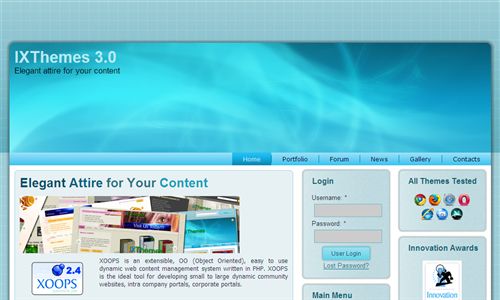 IXThemes 3.0
Elegant attire for your content
Home Portfolio Forum News Gallery Contacts
Elegant Attire for Your Content
XOOPS is an extensible, OO (Object Oriented), easy to use
dynamic web content management system written in PHP. XOOPS
is the ideal tool for developing small to large dynamic community
websites, intra company portals, corporate portals.
2.4
XOOPS
Login
Username: *
Password: *
User Login
Lost Password?
Main Menu
All Themes Tested
Innovation Awards
Innovation